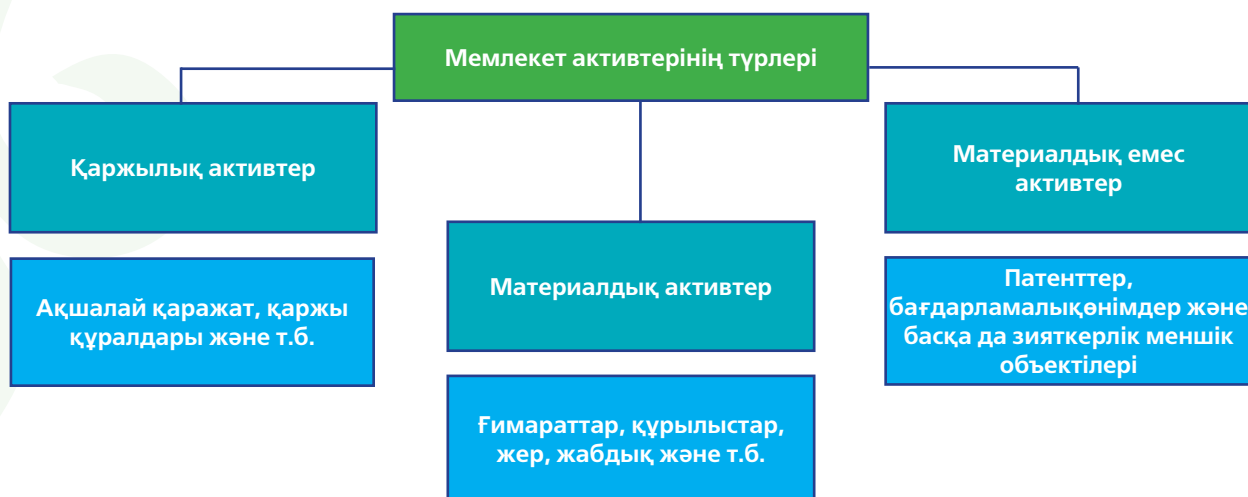 Мемлекет активтерінің түрлері
Қаржылық активтер
Ақшалай қаражат, қаржы
құралдары және т.б.
Материалдық активтер
Ғимараттар, құрылыстар,
жер, жабдық және т.б.
Материалдық емес
активтер
Патенттер,
бағдарламалықөнімдер және
басқа да зияткерлік меншік
объектілері